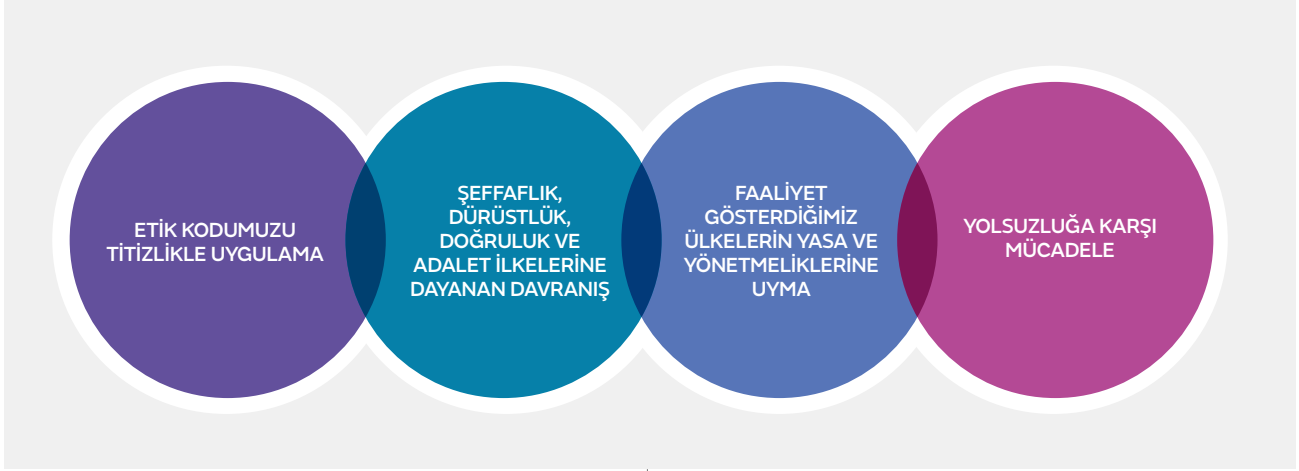 ETİK KODUMUZU
TİTİZLİKLE UYGULAMA
ŞEFFAFLIK,
DÜRÜSTLÜK,
DOĞRULUK VE
ADALET İLKELERİNE
DAYANAN DAVRANIŞ
FAALİYET
GÖSTERDİĞİMİZ
ÜLKELERİN YASA VE
YÖNETMELİKLERİNE
UYMA
YOLSUZLUĞA KARŞI
MÜCADELE